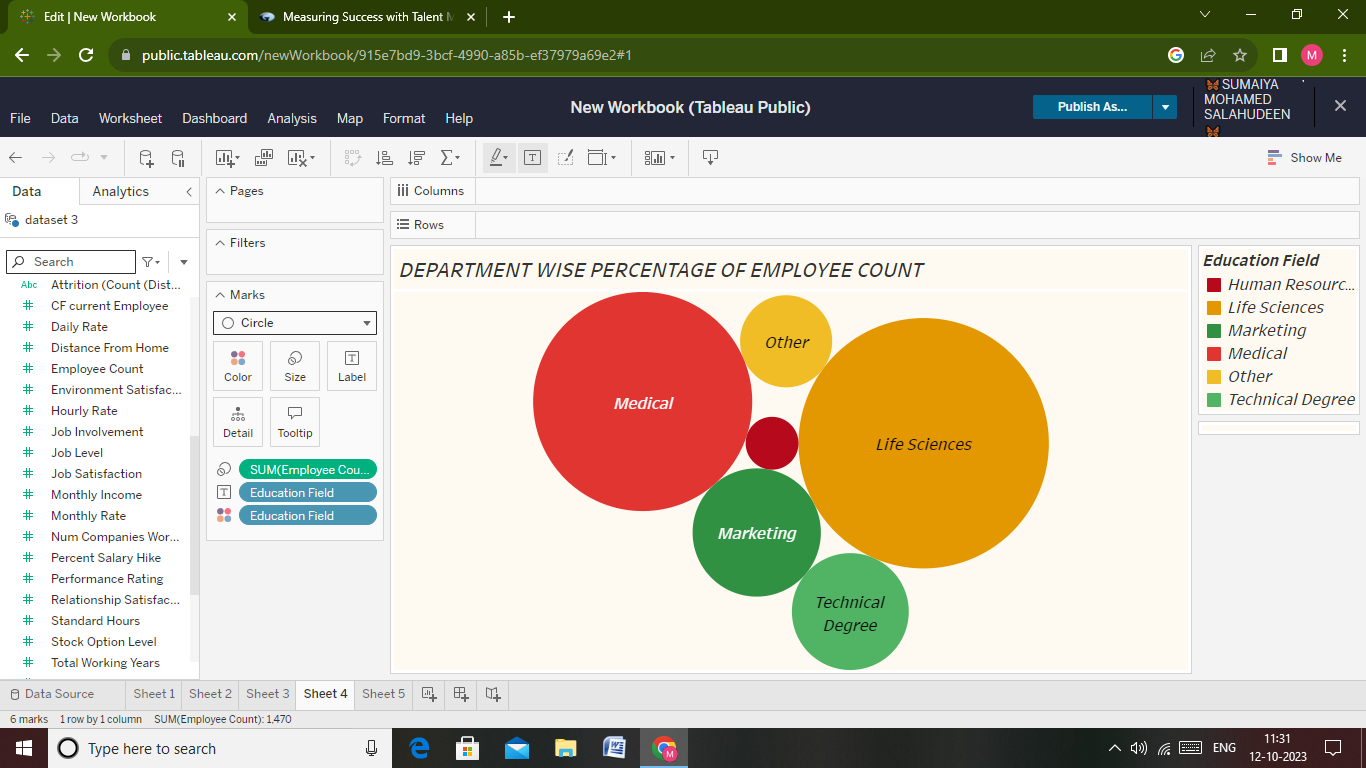 Edit | New Workbook
Measuring Success with Talent M
public.tableau.com/newWorkbook/915e7bd9-3bcf-4990-a85b-ef37979a69e2#1
M
New Workbook (Tableau Public)
Publish As...
SUMAIYA
MOHAMED
SALAHUDEEN
File Data Worksheet Dashboard Analysis Map Format Help
Show Me
Data Analytics
dataset 3
Search
Abc Attrition (Count (Dist...
CF current Employee
Daily Rate
Distance From Home
Employee Count
Environment Satisfac...
Hourly Rate
Job Involvement
Job Level
Job Satisfaction
Monthly Income
Monthly Rate
Num Companies Wor...
Percent Salary Hike
Performance Rating
Relationship Satisfac...
Standard Hours
Stock Option Level
Total Working Years
Pages
Filters
Marks
Circle
Color Size Label
Detail Tooltip
SUM(Employee Cou...
Education Field
Education Field
Columns
Rows
DEPARTMENT WISE PERCENTAGE OF EMPLOYEE COUNT
Other
Medical
Life Sciences
Marketing
Technical
Degree
Education Field
Human Resourc...
Life Sciences
Marketing
Medical
Other
Technical Degree
Data Source Sheet 1 Sheet 2 Sheet 3 Sheet 4 Sheet 5
6 marks 1 row by 1 column SUM(Employee Count): 1,470
Type here to search
M
ENG
11:31
12-10-2023